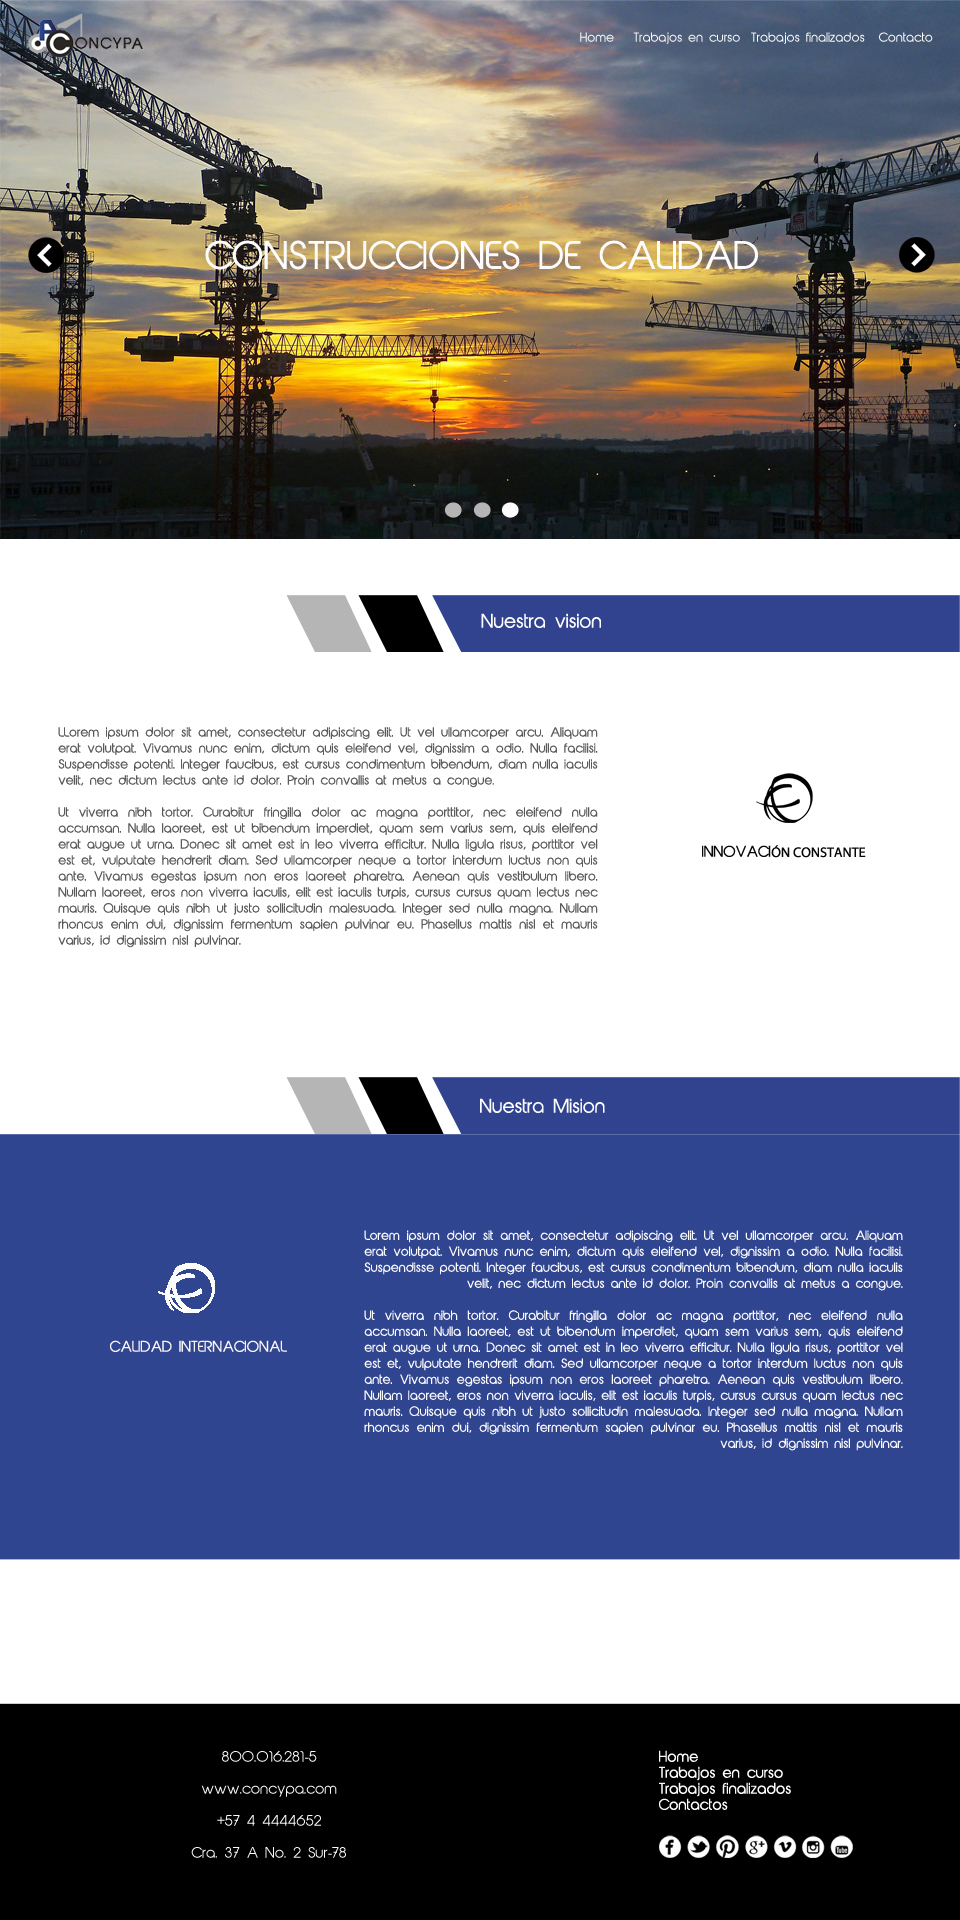 CONCYPA
Home Trabajos en curso Trabajos finalizados Contacto
CONSTRUCCIONES DE CALIDAD
Nuestra vision
LLorem ipsum dolor sit amet, consectetur adipiscing elit. Ut vel ullamcorper arcu. Aliquam
erat volutpat. Vivamus nunc enim, dictum quis eleifend vel, dignissim a odio. Nulla facilisi.
Suspendisse potenti. Integer faucibus, est cursus condimentum bibendum, diam nulla iaculis
velit, nec dictum lectus ante id dolor. Proin convallis at metus a congue.
Ut viverra nibh tortor. Curabitur fringilla dolor ac magna porttitor, nec eleifend nulla
accumsan. Nulla laoreet, est ut bibendum imperdiet, quam sem varius sem, quis eleifend
erat augue ut urna. Donec sit amet est in leo viverra efficitur. Nulla ligula risus, porttitor vel
est et, vulputate hendrerit diam. Sed ullamcorper neque a tortor interdum luctus non quis
ante. Vivamus egestas ipsum non eros laoreet pharetra. Aenean quis vestibulum libero.
Nullam laoreet, eros non viverra iaculis, elit est iaculis turpis, cursus cursus quam lectus nec
mauris. Quisque quis nibh ut justo sollicitudin malesuada. Integer sed nulla magna. Nullam
rhoncus enim dui, dignissim fermentum sapien pulvinar eu. Phasellus mattis nisl et mauris
varius, id dignissim nisl pulvinar.
INNOVACIÓN CONSTANTE
Nuestra Mision
Lorem ipsum dolor sit amet, consectetur adipiscing elit. Ut vel ullamcorper arcu. Aliquam
erat volutpat. Vivamus nunc enim, dictum quis eleifend vel, dignissim a odio. Nulla facilisi.
Suspendisse potenti. Integer faucibus, est cursus condimentum bibendum, diam nulla iaculis
velit, nec dictum lectus ante id dolor. Proin convallis at metus a congue.
Ut viverra nibh tortor. Curabitur fringilla dolor ac magna porttitor, nec eleifend nulla
accumsan. Nulla laoreet, est ut bibendum imperdiet, quam sem varius sem, quis eleifend
erat augue ut urna. Donec sit amet est in leo viverra efficitur. Nulla ligula risus, porttitor vel
est et, vulputate hendrerit diam. Sed ullamcorper neque a tortor interdum luctus non quis
ante. Vivamus egestas ipsum non eros laoreet pharetra. Aenean quis vestibulum libero.
Nullam laoreet, eros non viverra iaculis, elit est iaculis turpis, cursus cursus quam lectus nec
mauris. Quisque quis nibh ut justo sollicitudin malesuada. Integer sed nulla magna. Nullam
rhoncus enim dui, dignissim fermentum sapien pulvinar eu. Phasellus mattis nisl et mauris
varius, id dignissim nisl pulvinar.
CALIDAD INTERNACIONAL
800.016.281-5
www.concypa.com
+57 4 4444652
Cra. 37 A No. 2 Sur-78
Home
Trabajos en curso
Trabajos finalizados
Contactos